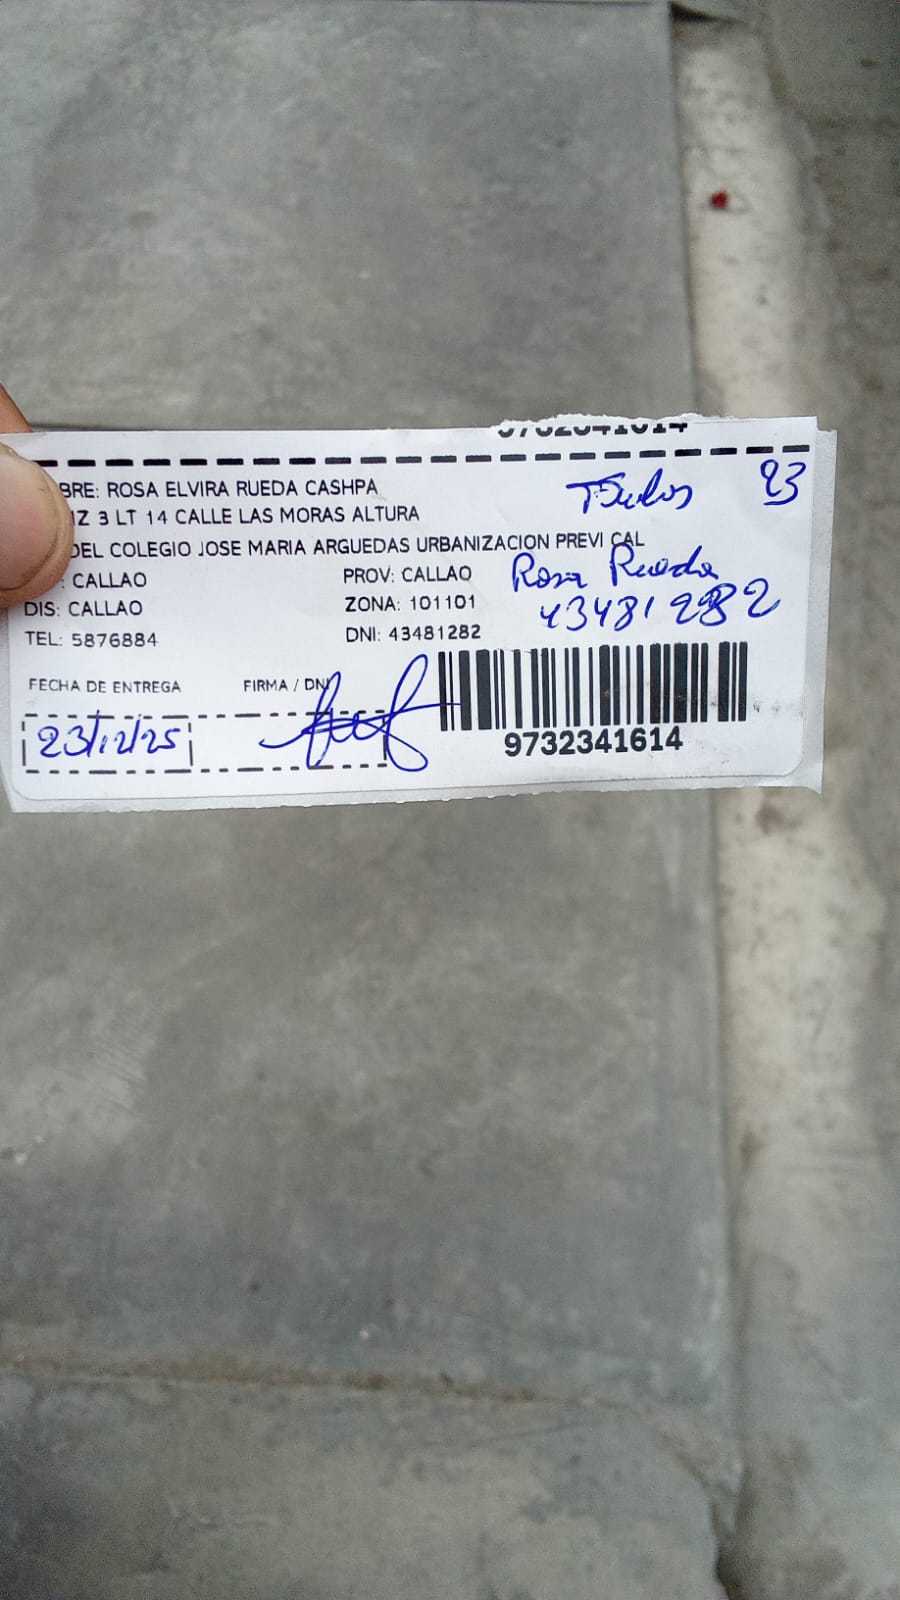 9732341614
BRE: ROSA ELVIRA RUEDA CASHPA
MZ 3 LT 14 CALLE LAS MORAS ALTURA
DEL COLEGIO JOSE MARIA ARGUEDAS URBANIZACION PREVI CAL
: CALLAO PROV: CALLAO
DIS: CALLAO ZONA: 101101
TEL: 5876884 DNI: 43481282
93
Rosa Rueda
43481282
FECHA DE ENTREGA FIRMA / DNI
23/12/25
9732341614